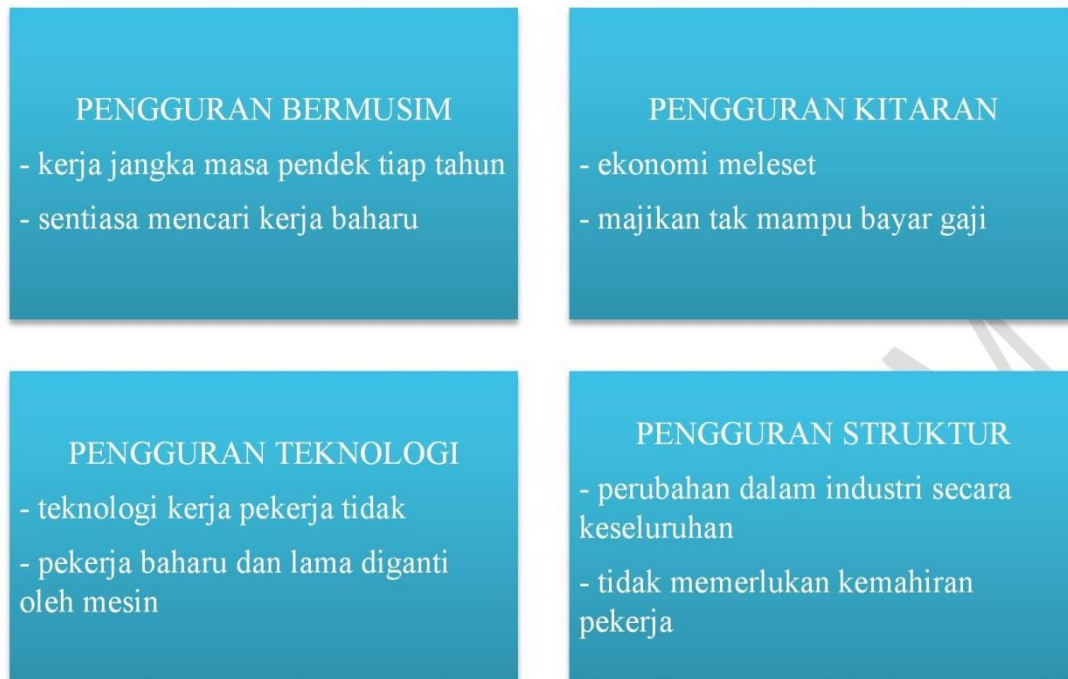 PENGGURAN BERMUSIM
- kerja jangka masa pendek tiap tahun
- sentiasa mencari kerja baharu
PENGGURAN KITARAN
- ekonomi meleset
- majikan tak mampu bayar gaji
PENGGURAN TEKNOLOGI
- teknologi kerja pekerja tidak
- pekerja baharu dan lama diganti
oleh mesin
PENGGURAN STRUKTUR
- perubahan dalam industri secara
keseluruhan
- tidak memerlukan kemahiran
pekerja